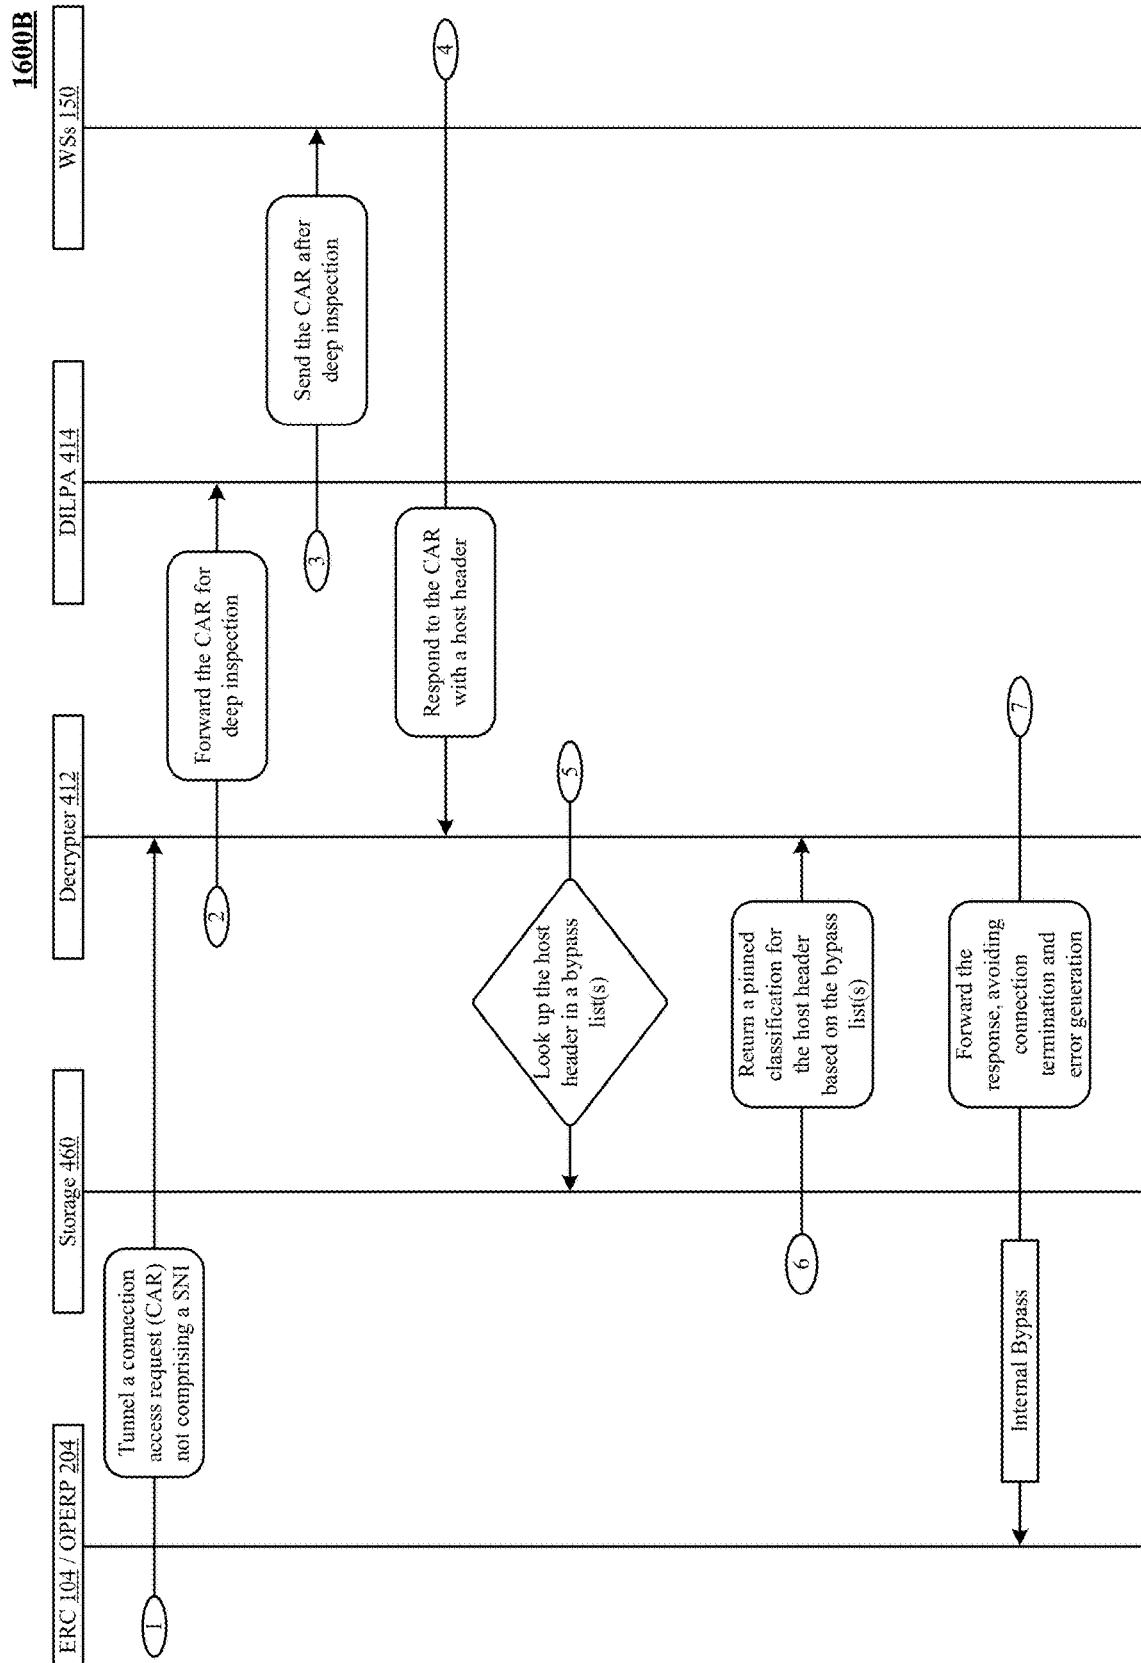 1600B
ERC 104 / OPERP 204
Storage 460
Decrypter 412
DILPA 414
WSs 150
1
Tunnel a connection
access request (CAR)
not comprising a SNI
2
Forward the CAR for
deep inspection
3
Send the CAR after
deep inspection
4
Respond to the CAR
with a host header
5
Look up the host
header in a bypass
list(s)
6
Return a pinned
classification for
the host header
based on the bypass
list(s)
7
Forward the
response, avoiding
connection
termination and
error generation
Internal Bypass